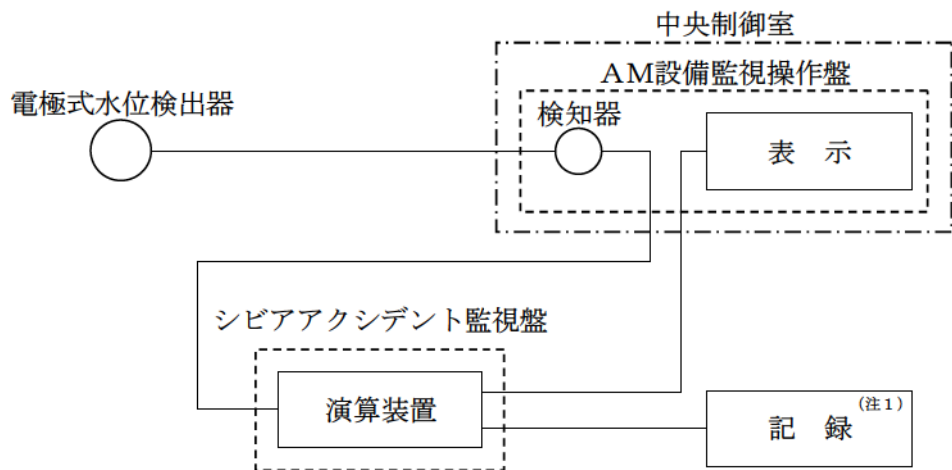 中央制御室
AM設備監視操作盤
電極式水位検出器
検知器
表 示
シビアアクシデント監視盤
演算装置
記 録(注1)